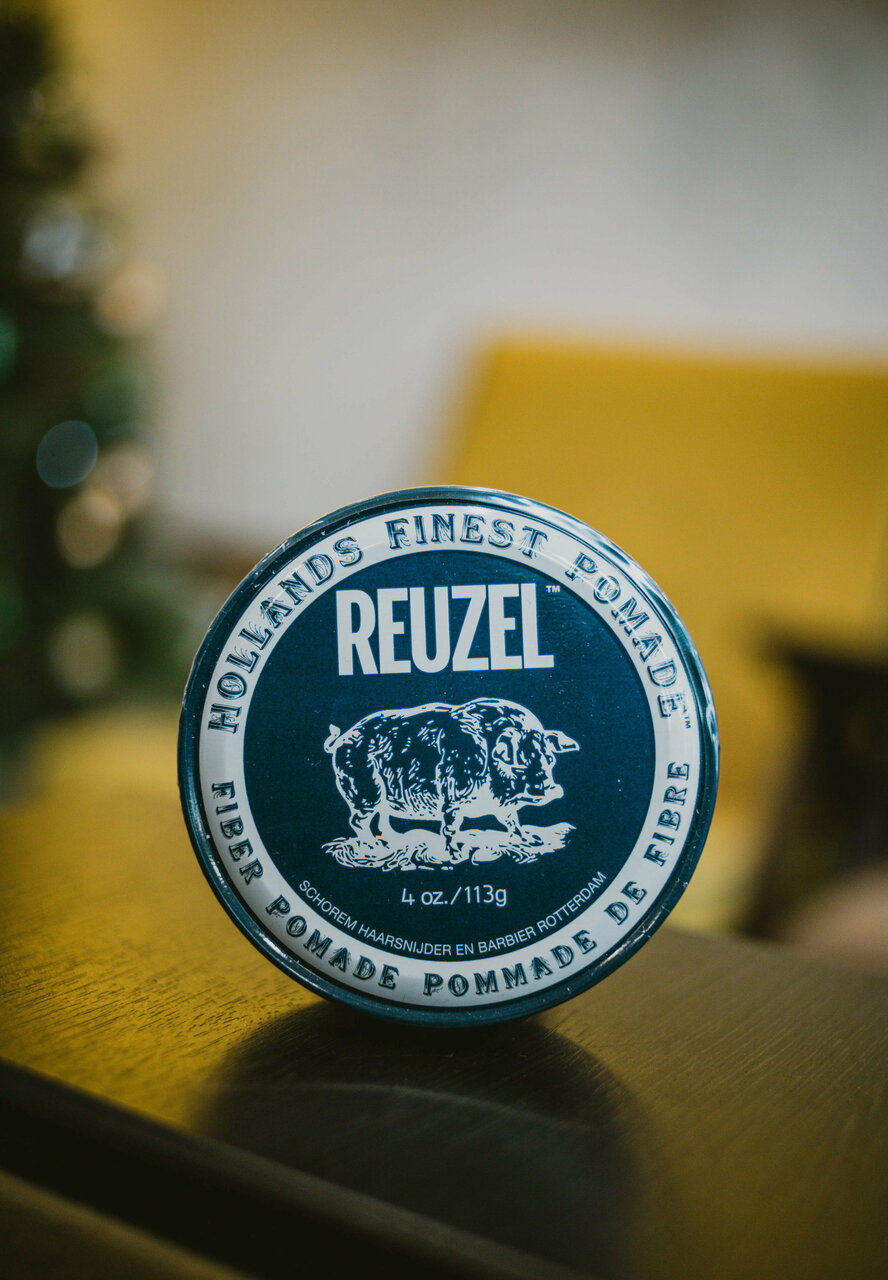 HOLLANDS FINEST POMADE™
REUZEL™
4 oz./113g
SCHOREM HAARSNIJDER EN BARBIER ROTTERDAM
FIBER POMADE POMMADE DE FIBRE